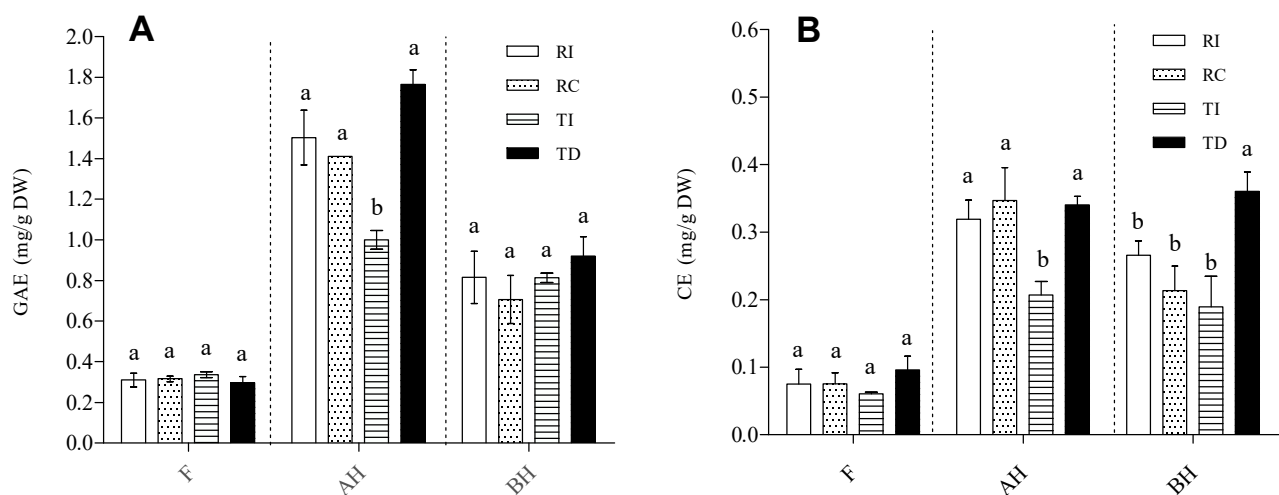 A
GAE (mg/g DW)
2.0
1.8
1.6
1.4
1.2
1.0
0.8
0.6
0.4
0.2
0.0
RI
RC
TI
TD
a a a a
a a b a
a a a a
F AH BH
B
CE (mg/g DW)
0.6
0.5
0.4
0.3
0.2
0.1
0.0
RI
RC
TI
TD
a a a a
a a b a
b b b a
F AH BH